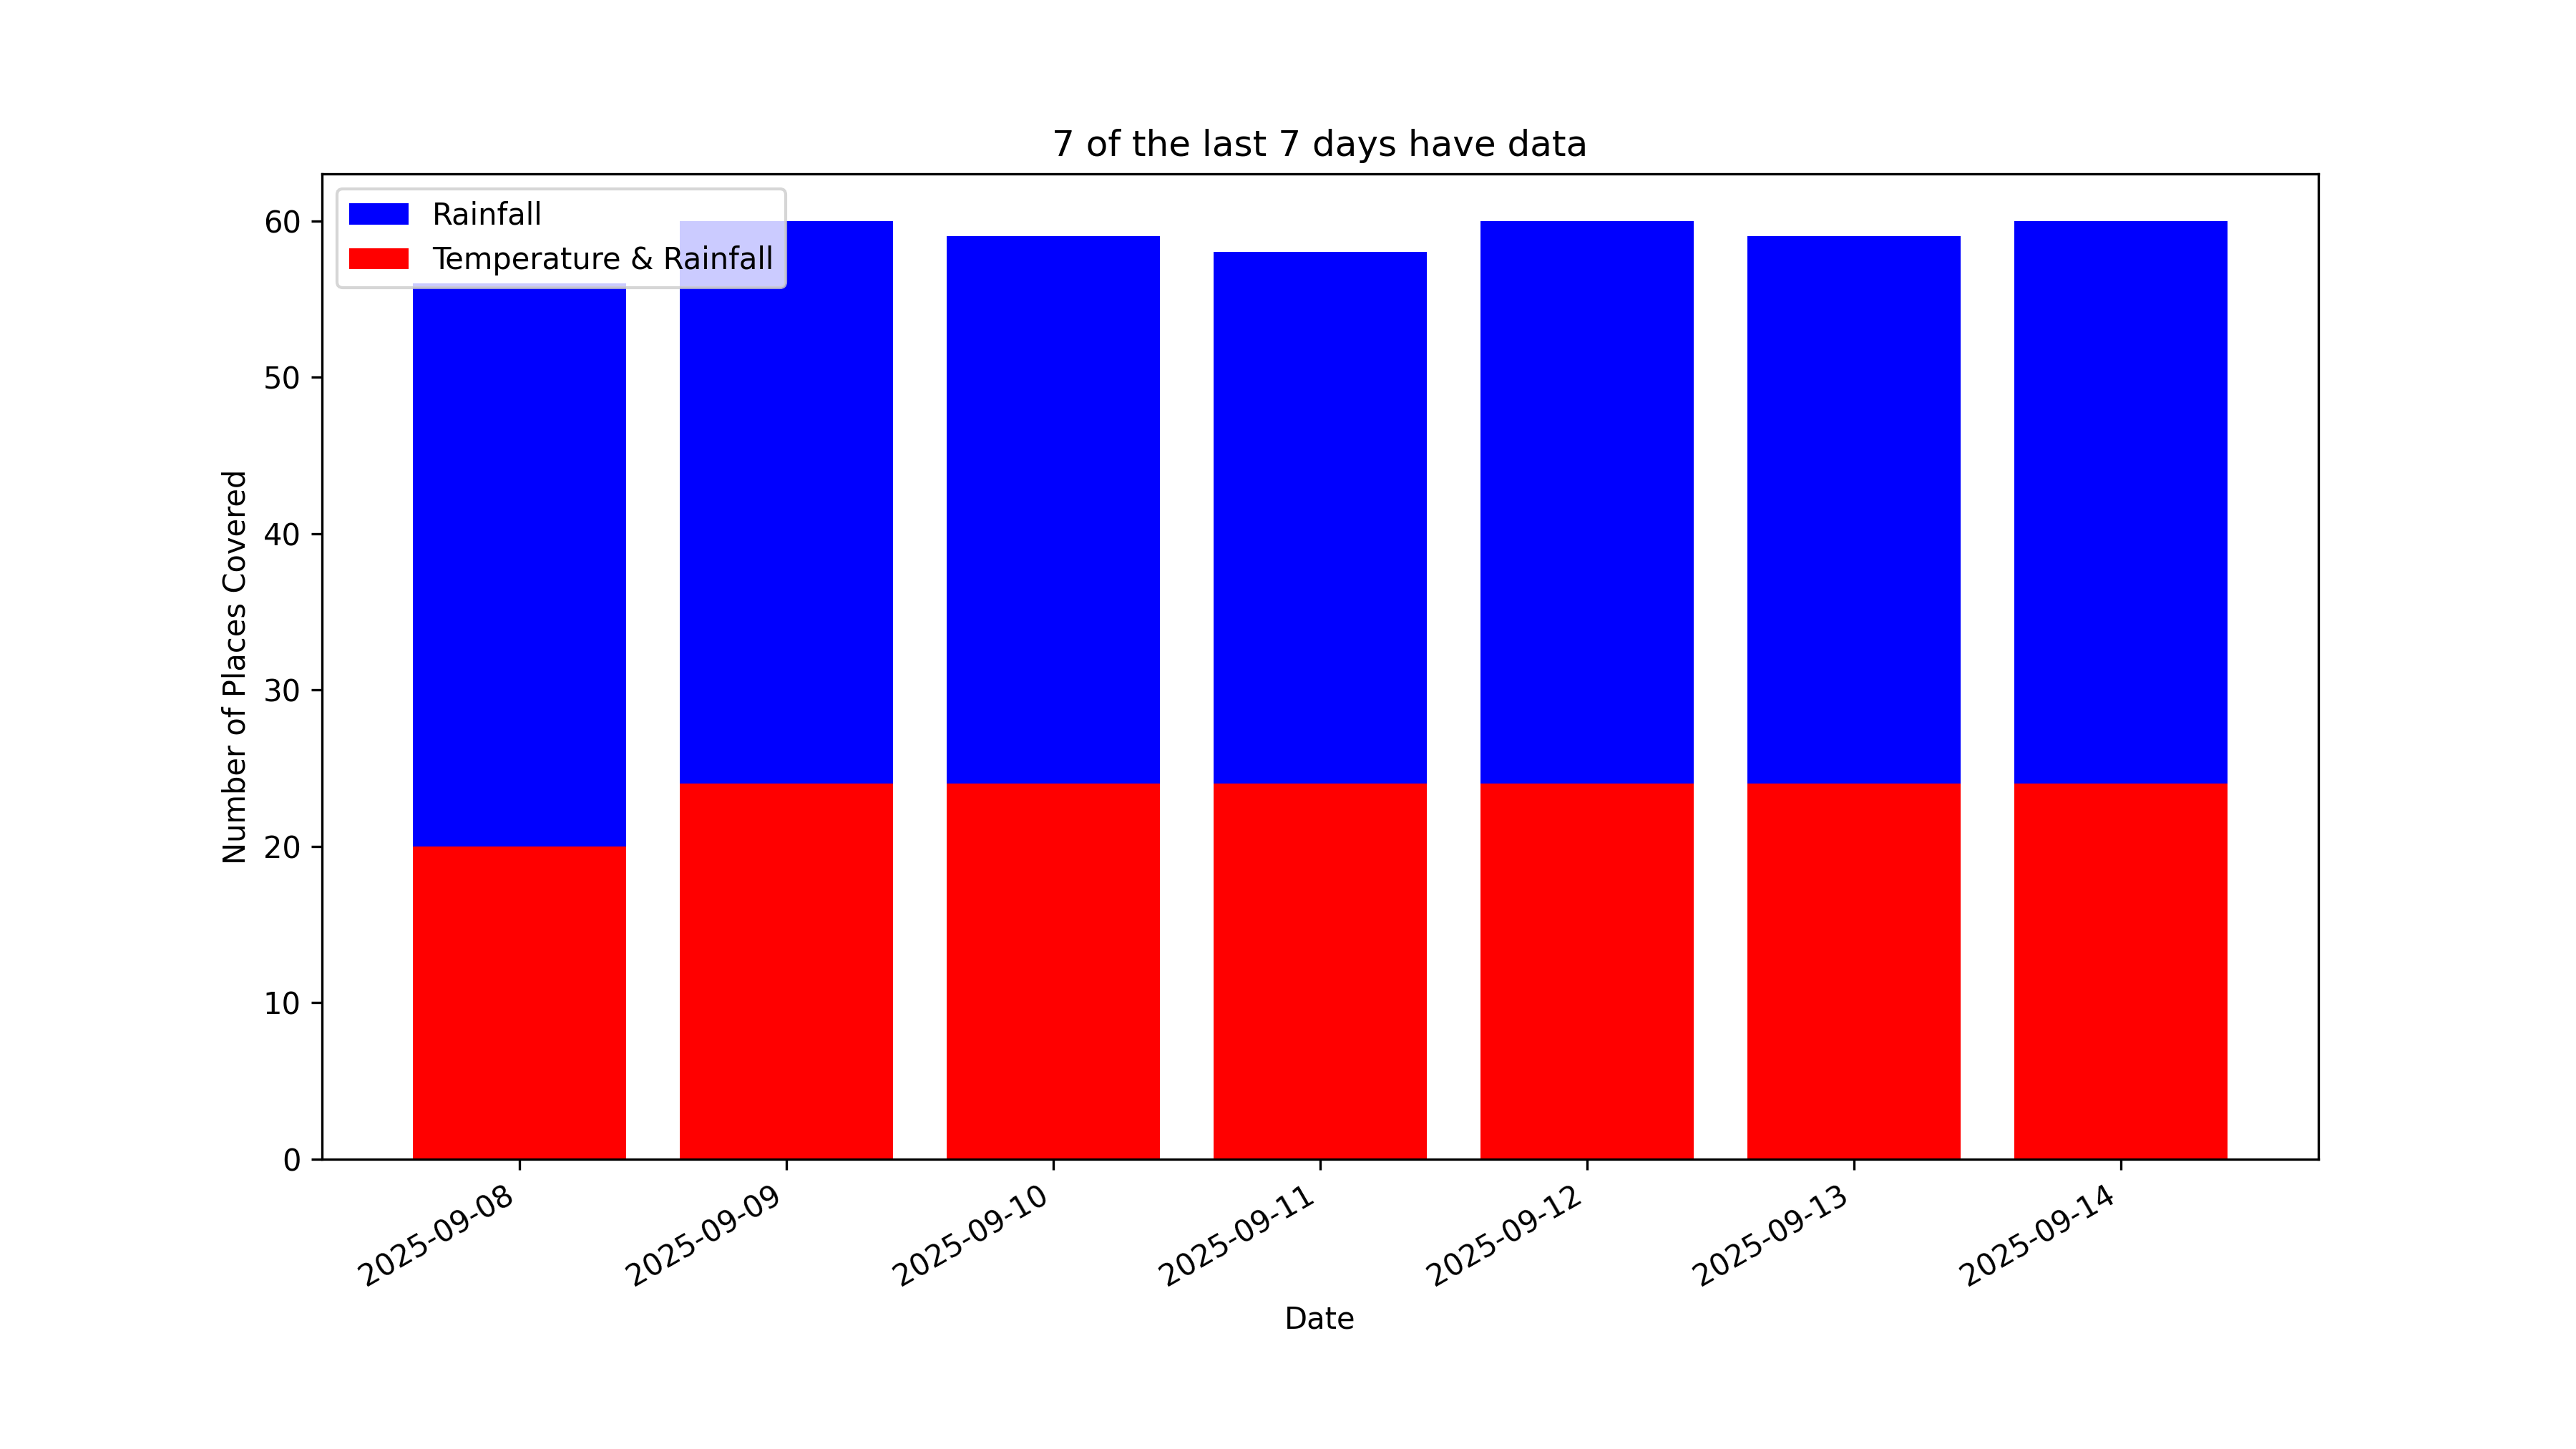 7 of the last 7 days have data
Rainfall
Temperature & Rainfall
60
50
40
30
20
10
0
Number of Places Covered
2025-09-08
2025-09-09
2025-09-10
2025-09-11
2025-09-12
2025-09-13
2025-09-14
Date